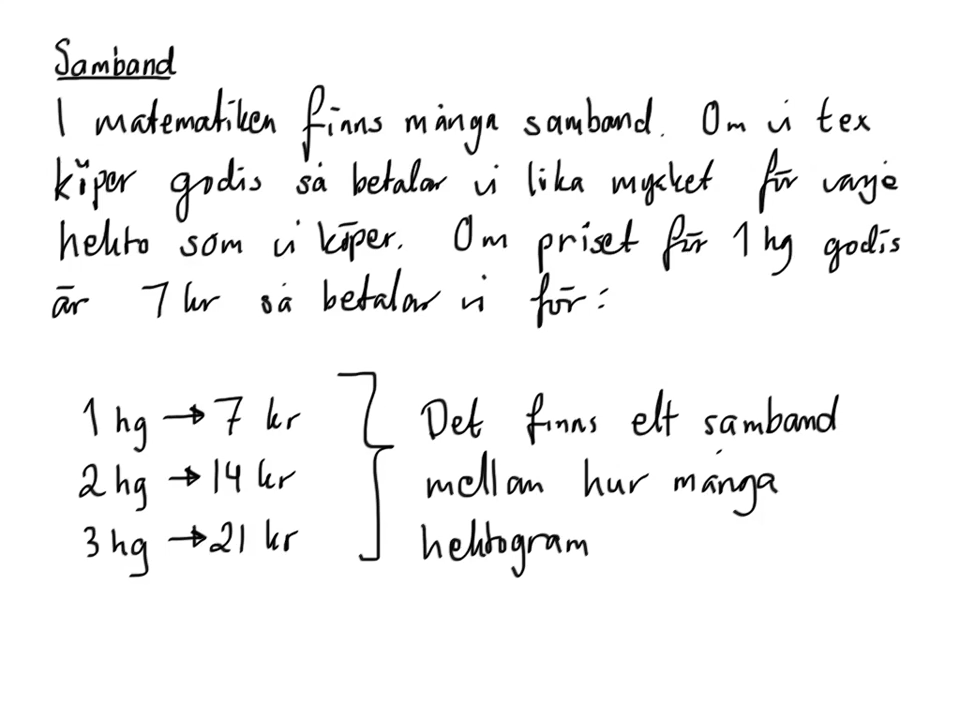 Samband
I matematiken finns många samband. Om vi tex
köper godis så betalar vi lika mycket för varje
hekto som vi köper. Om priset för 1 hg godis
är 7 kr så betalar vi för:
1 hg → 7 kr
2 hg → 14 kr
3 hg → 21 kr
Det finns ett samband
mellan hur många
hektogram